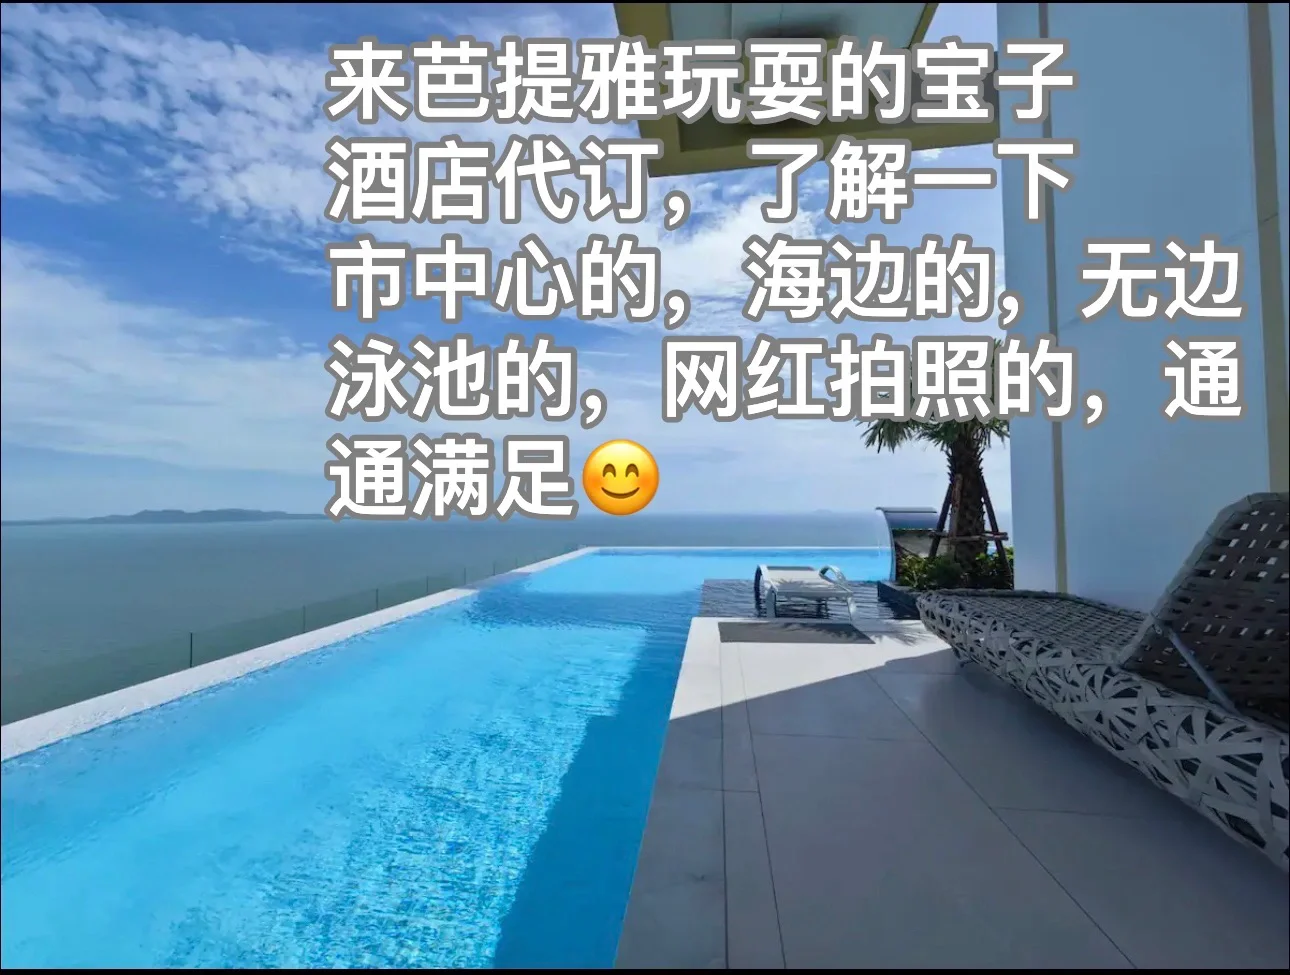 来芭提雅玩耍的宝子
酒店代订，了解一下
市中心的，海边的，无边
泳池的，网红拍照的，通
通满足😊